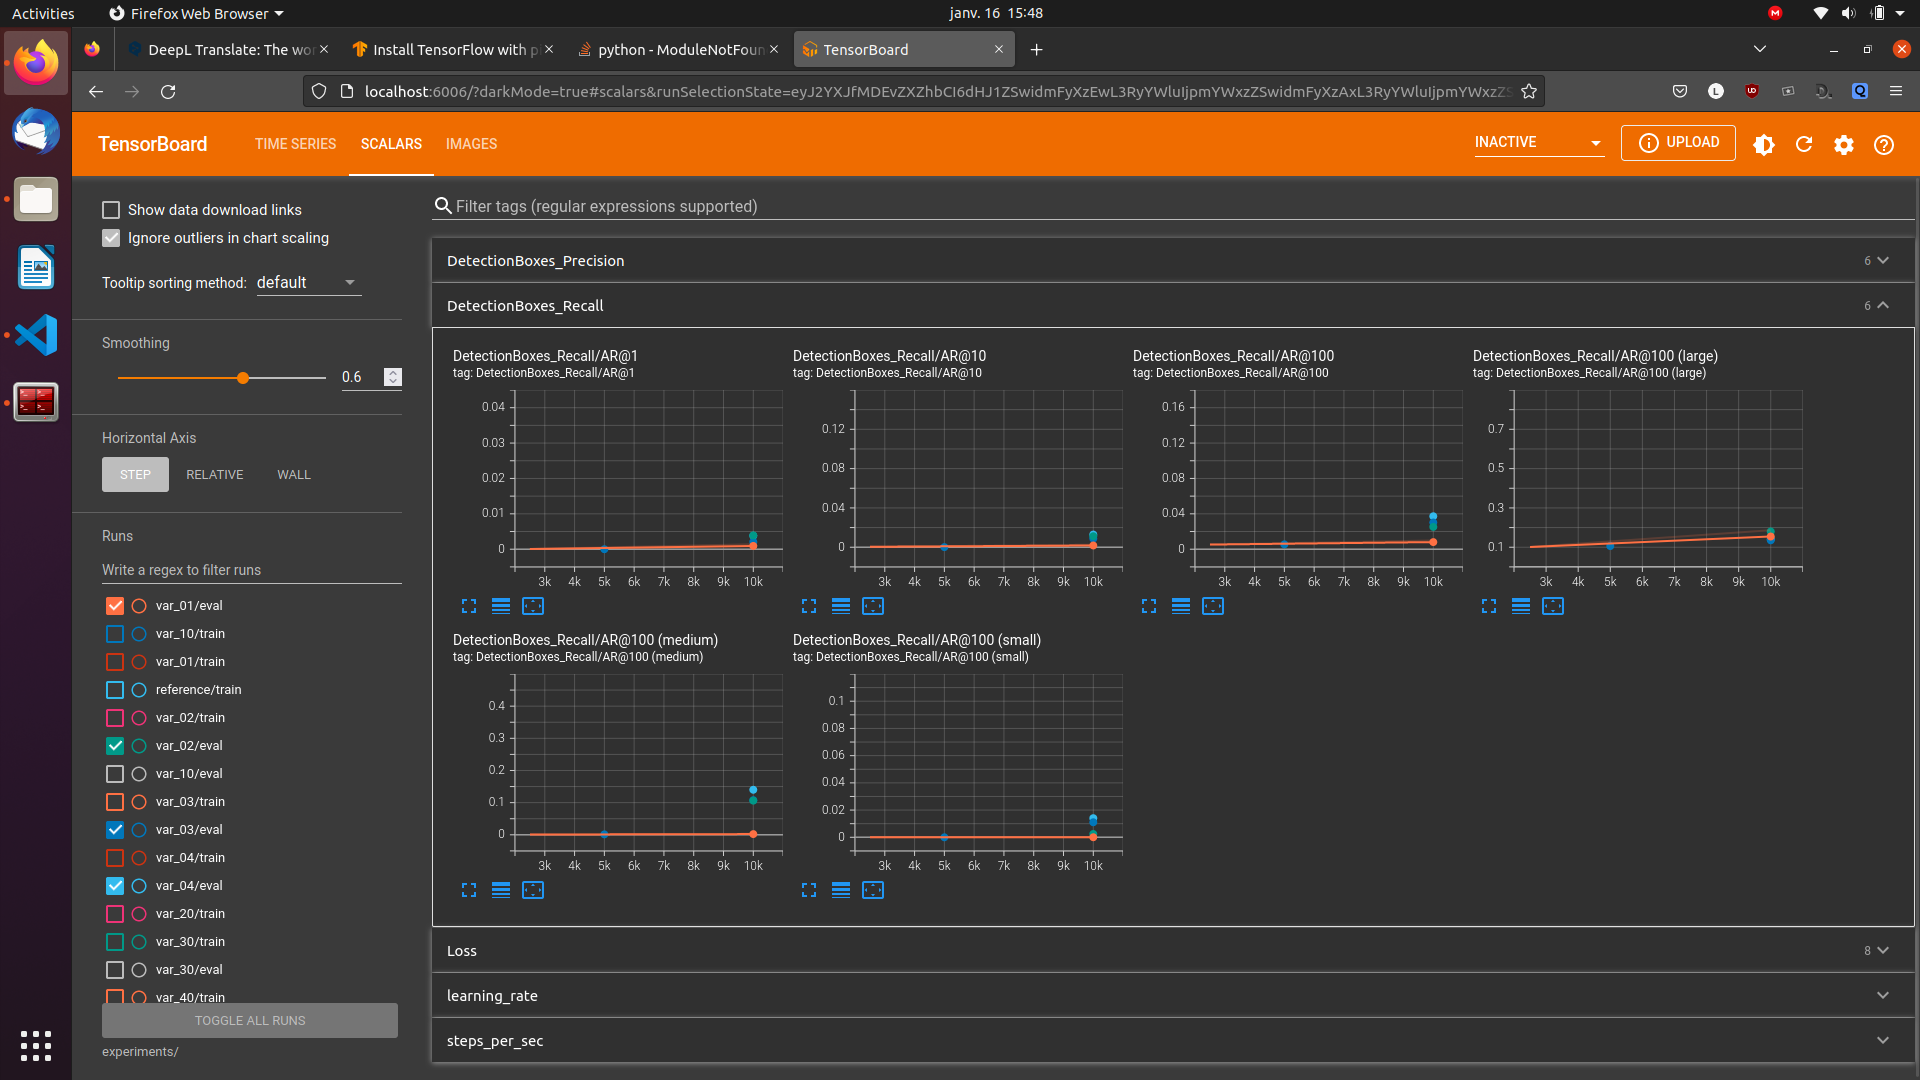 Activities
Firefox Web Browser
janv. 16 15:48
DeepL Translate: The wor
Install TensorFlow with pi
python - ModuleNotFoun
TensorBoard
localhost:6006/?darkMode=true#scalars&runSelectionState=eyJ2YXJfMDEvZXZhbCI6dHJ1ZSwidmFyXzEwL3RyYWluIjpmYWxzZSwidmFyXzAxL3RyYWluIjpmYWxzZS
TensorBoard
TIME SERIES
SCALARS
IMAGES
INACTIVE
UPLOAD
Show data download links
Ignore outliers in chart scaling
Tooltip sorting method: default
Smoothing
0.6
Horizontal Axis
STEP
RELATIVE
WALL
Runs
Write a regex to filter runs
var_01/eval
var_10/train
var_01/train
reference/train
var_02/train
var_02/eval
var_10/eval
var_03/train
var_03/eval
var_04/train
var_04/eval
var_20/train
var_30/train
var_30/eval
var_40/train
TOGGLE ALL RUNS
experiments/
Filter tags (regular expressions supported)
DetectionBoxes_Precision
6
DetectionBoxes_Recall
6
DetectionBoxes_Recall/AR@1
tag: DetectionBoxes_Recall/AR@1
0.04
0.03
0.02
0.01
0
3k 4k 5k 6k 7k 8k 9k 10k
DetectionBoxes_Recall/AR@10
tag: DetectionBoxes_Recall/AR@10
0.12
0.08
0.04
0
3k 4k 5k 6k 7k 8k 9k 10k
DetectionBoxes_Recall/AR@100
tag: DetectionBoxes_Recall/AR@100
0.16
0.12
0.08
0.04
0
3k 4k 5k 6k 7k 8k 9k 10k
DetectionBoxes_Recall/AR@100 (large)
tag: DetectionBoxes_Recall/AR@100 (large)
0.7
0.5
0.3
0.1
3k 4k 5k 6k 7k 8k 9k 10k
DetectionBoxes_Recall/AR@100 (medium)
tag: DetectionBoxes_Recall/AR@100 (medium)
0.4
0.3
0.2
0.1
0
3k 4k 5k 6k 7k 8k 9k 10k
DetectionBoxes_Recall/AR@100 (small)
tag: DetectionBoxes_Recall/AR@100 (small)
0.1
0.08
0.06
0.04
0.02
0
3k 4k 5k 6k 7k 8k 9k 10k
Loss
8
learning_rate
steps_per_sec